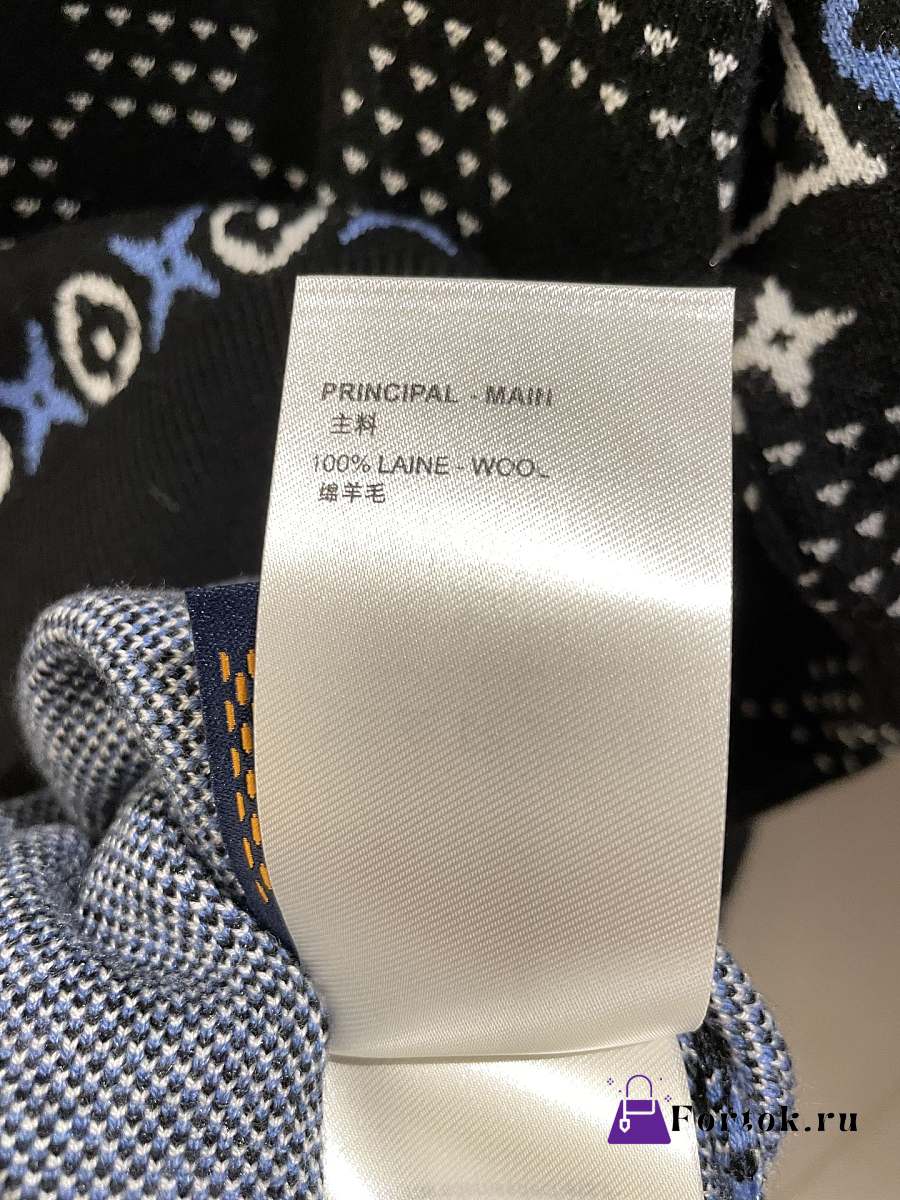 PRINCIPAL - MAIN
主料
100% LAINE - WOOL
绵羊毛
Fortok.ru